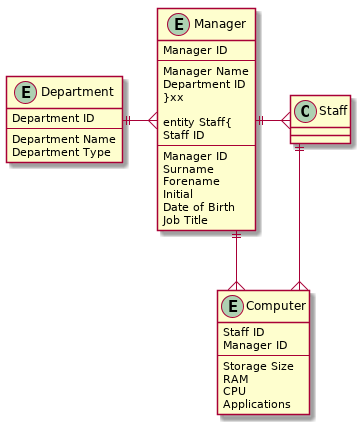 E Manager
Manager ID
Manager Name
Department ID
}xx
entity Staff{
Staff ID
Manager ID
Surname
Forename
Initial
Date of Birth
Job Title
E Department
Department ID
Department Name
Department Type
C Staff
E Computer
Staff ID
Manager ID
Storage Size
RAM
CPU
Applications